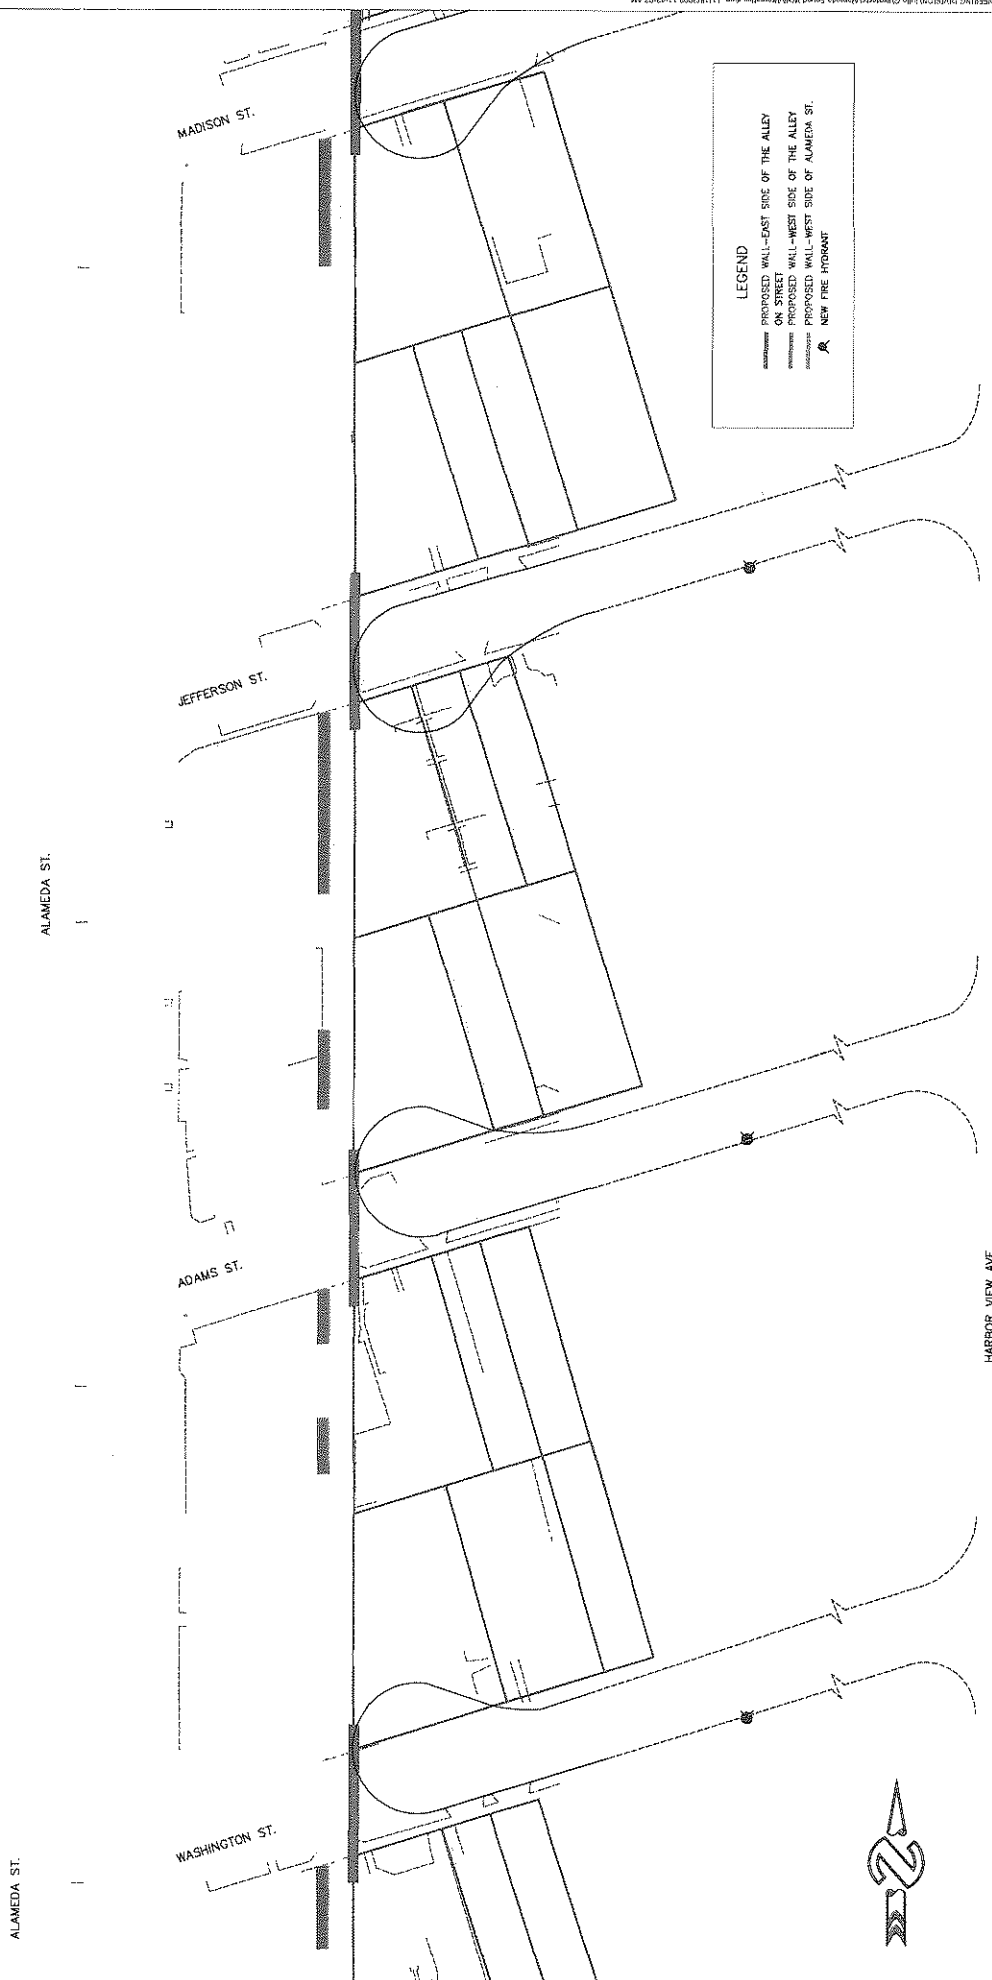 MADISON ST.
LEGEND
PROPOSED WALL-EAST SIDE OF THE ALLEY
ON STREET
PROPOSED WALL-WEST SIDE OF THE ALLEY
PROPOSED WALL-WEST SIDE OF ALAMEDA ST.
NEW FIRE HYDRANT
JEFFERSON ST.
ALAMEDA ST.
ADAMS ST.
HARBOR VIEW AVE
WASHINGTON ST.
ALAMEDA ST.